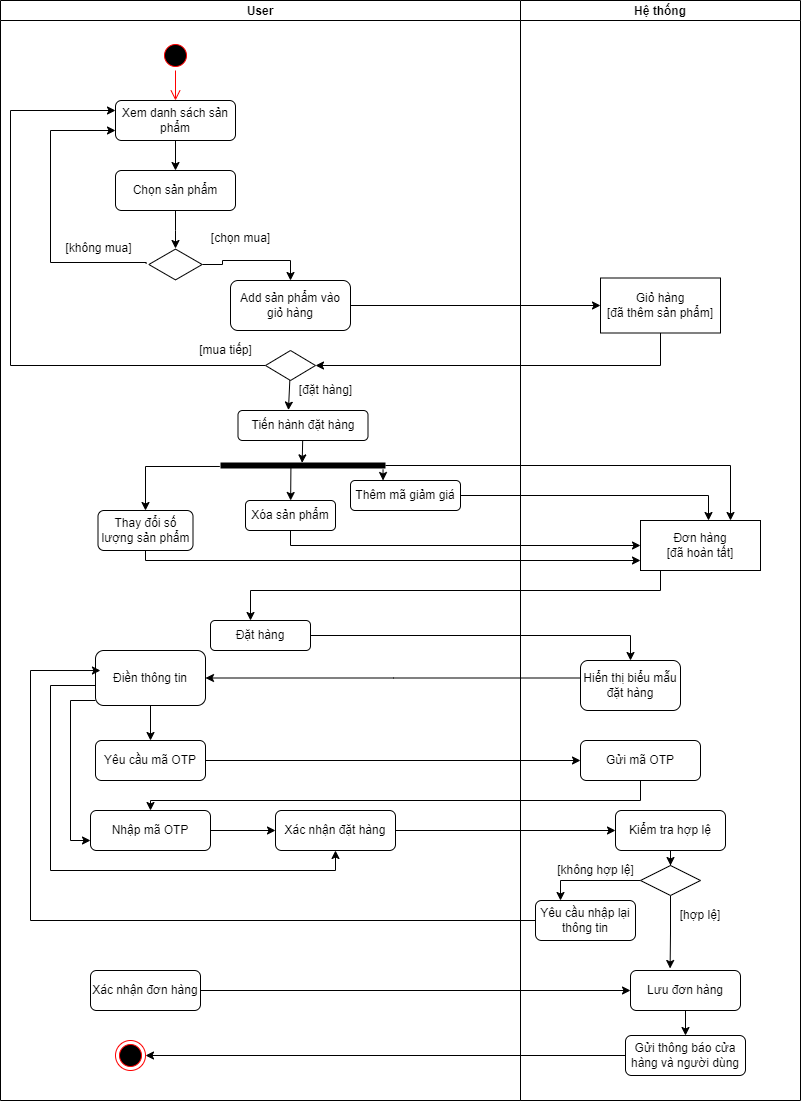 User
Hệ thống
Xem danh sách sản
phẩm
Chọn sản phẩm
[không mua]
[chọn mua]
Add sản phẩm vào
giỏ hàng
Giỏ hàng
[đã thêm sản phẩm]
[mua tiếp]
[đặt hàng]
Tiến hành đặt hàng
Thay đổi số
lượng sản phẩm
Xóa sản phẩm
Thêm mã giảm giá
Đơn hàng
[đã hoàn tất]
Đặt hàng
Điền thông tin
Hiển thị biểu mẫu
đặt hàng
Yêu cầu mã OTP
Gửi mã OTP
Nhập mã OTP
Xác nhận đặt hàng
Kiểm tra hợp lệ
[không hợp lệ]
Yêu cầu nhập lại
thông tin
[hợp lệ]
Xác nhận đơn hàng
Lưu đơn hàng
Gửi thông báo cửa
hàng và người dùng